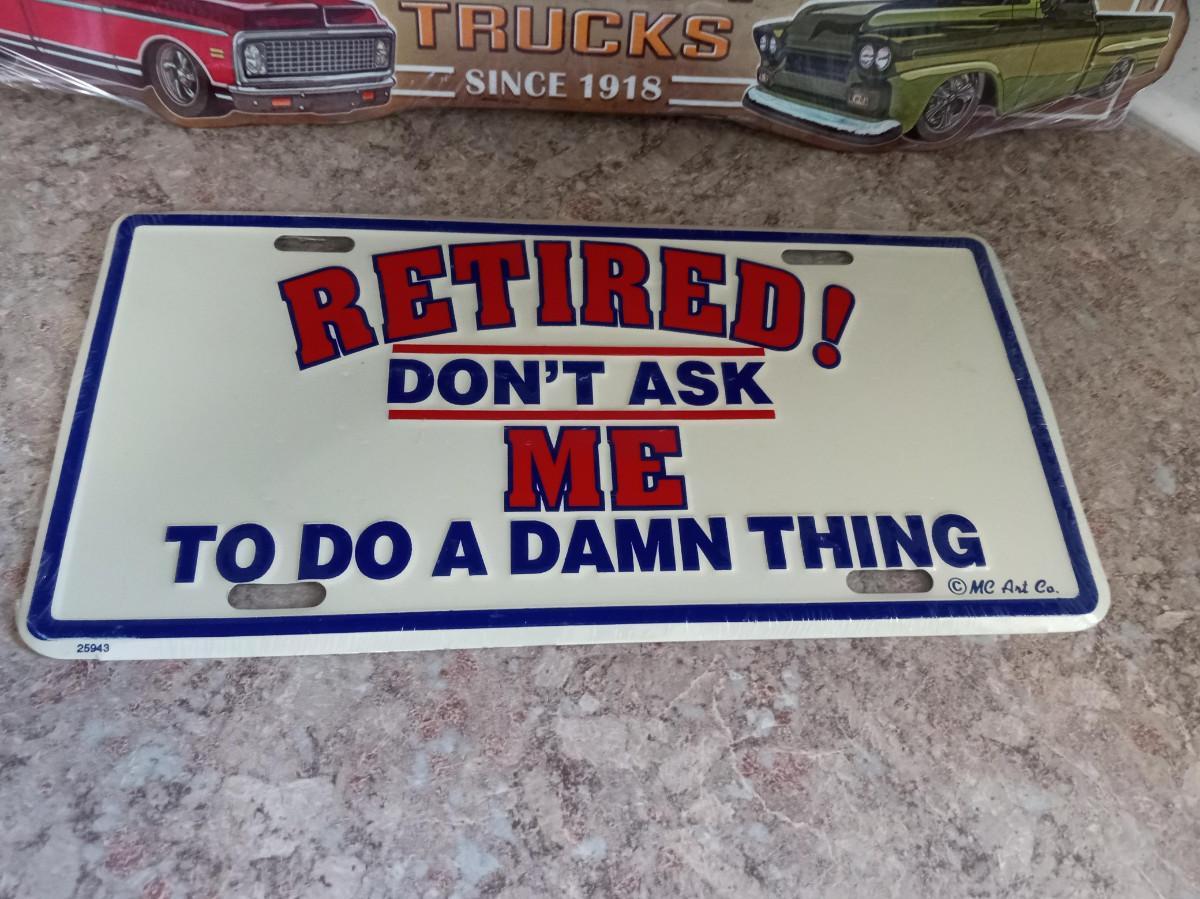 TRUCKS
SINCE 1918
RETIRED!
DON'T ASK
ME
TO DO A DAMN THING
©MC Art Co.
25943